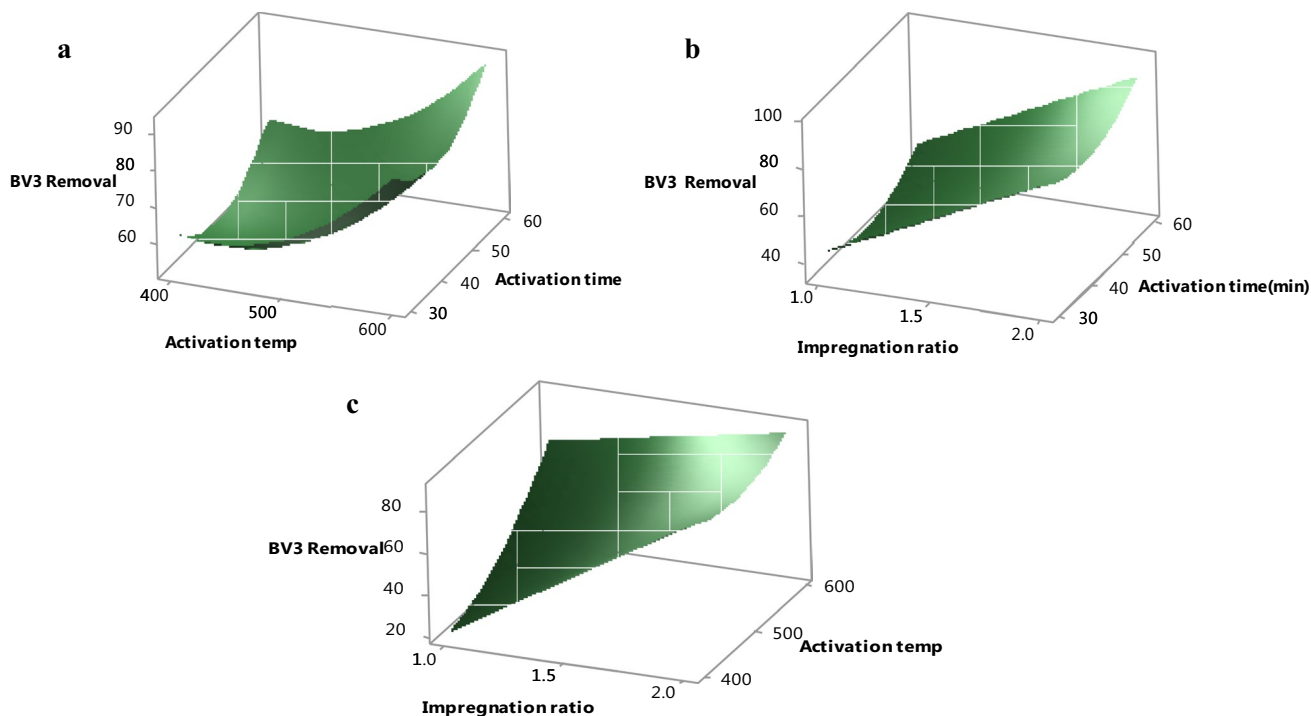 a
90
80
70
60
BV3 Removal
400
500
600
Activation temp
30
40
50
60
Activation time
b
100
80
60
40
BV3 Removal
1.0
1.5
2.0
Impregnation ratio
30
40
50
60
Activation time(min)
c
80
60
40
20
BV3 Removal
1.0
1.5
2.0
Impregnation ratio
400
500
600
Activation temp